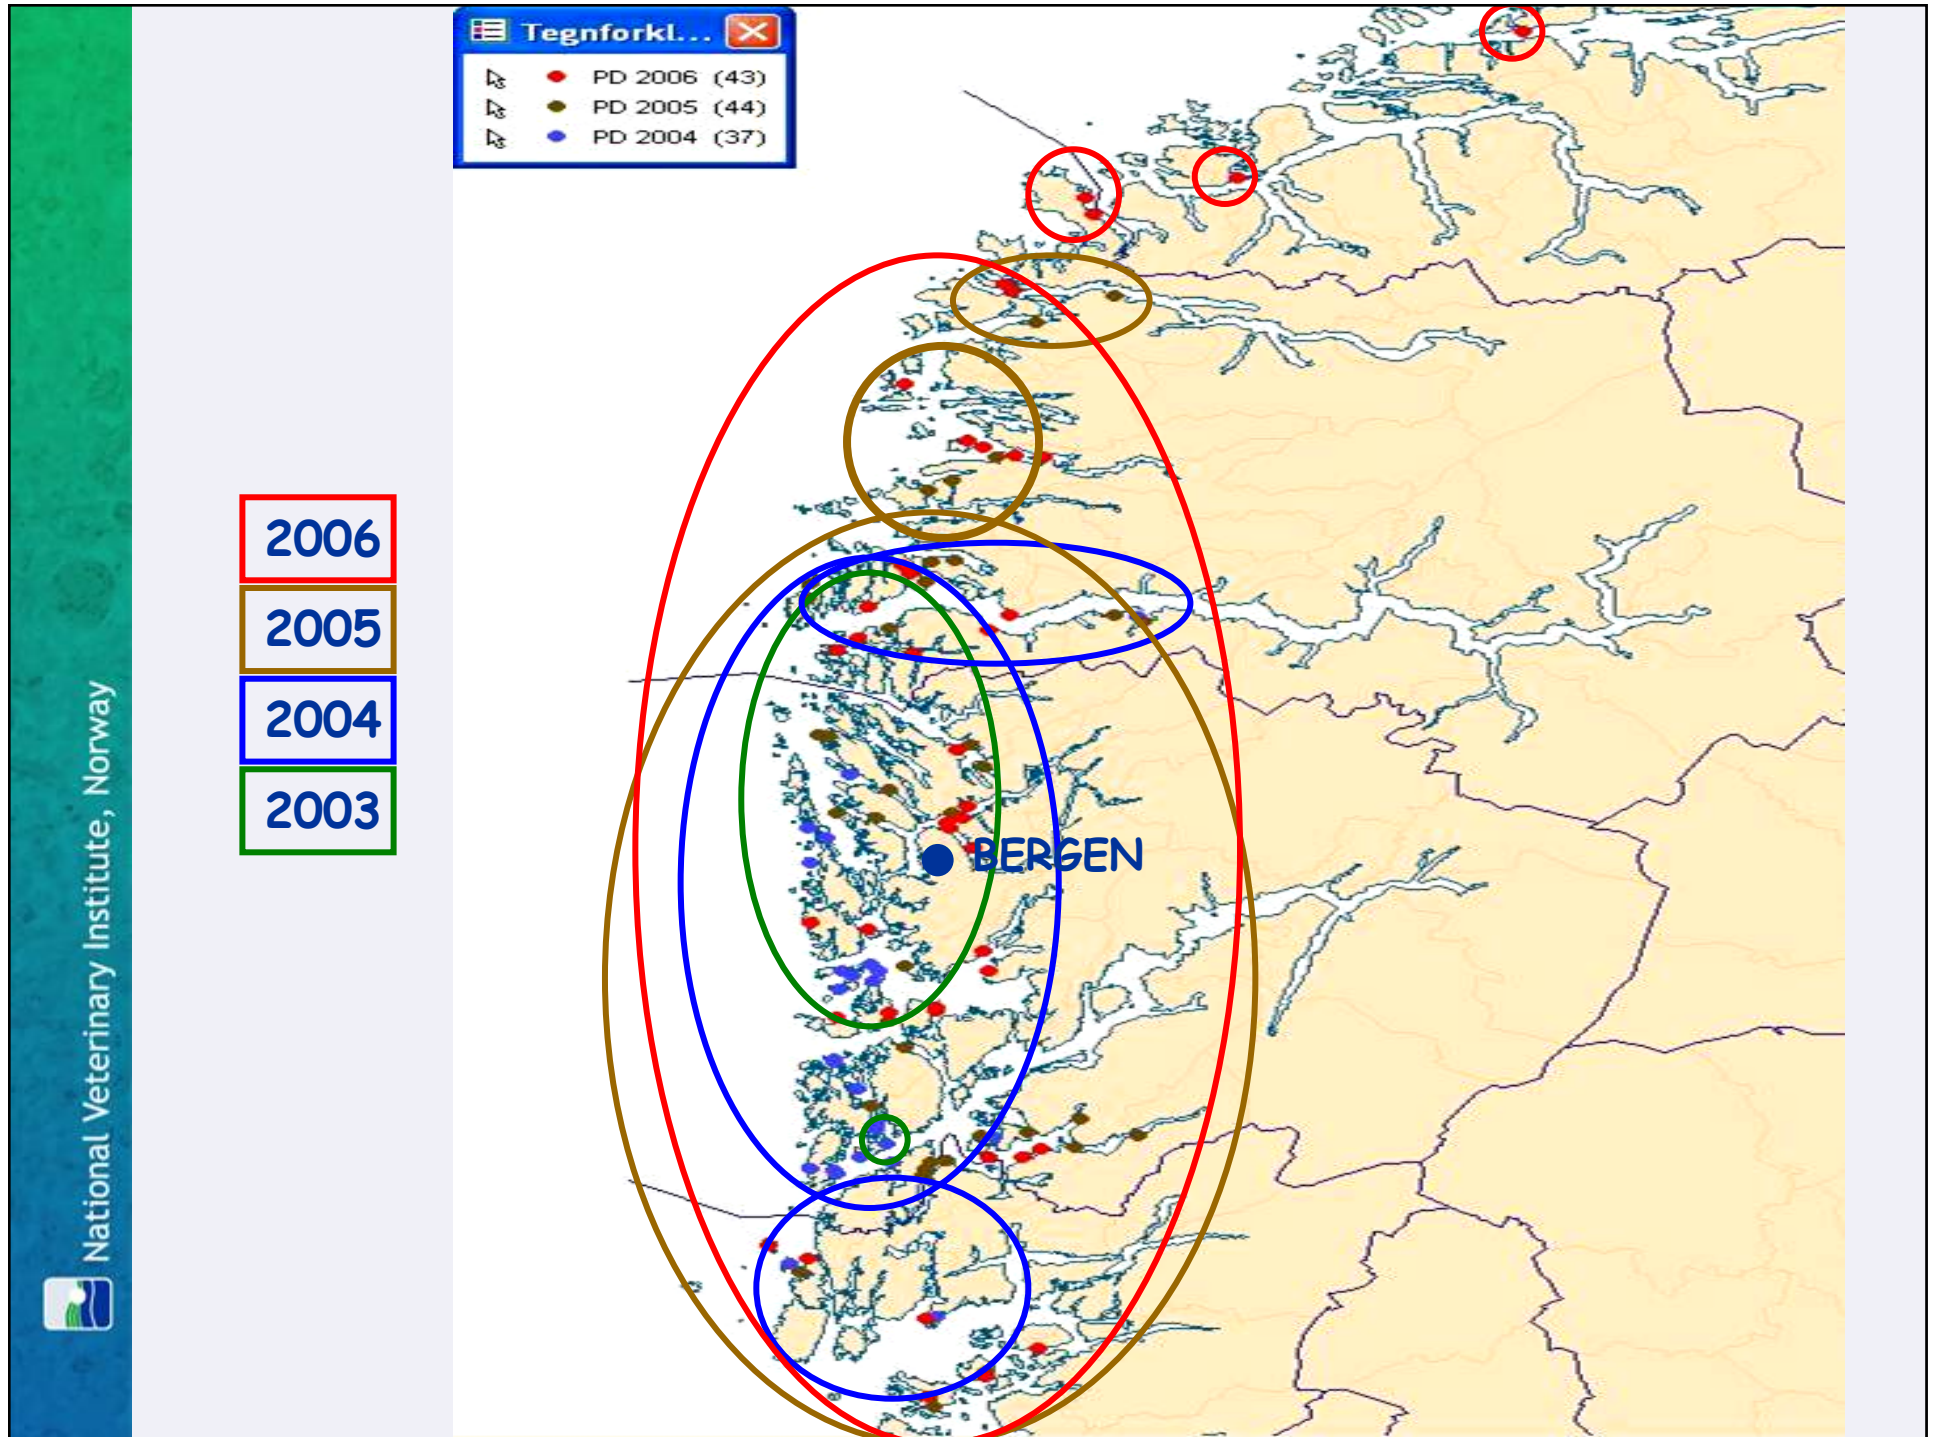 Tegnforkl...
PD 2006 (43)
PD 2005 (44)
PD 2004 (37)
2006
2005
2004
2003
BERGEN
National Veterinary Institute, Norway